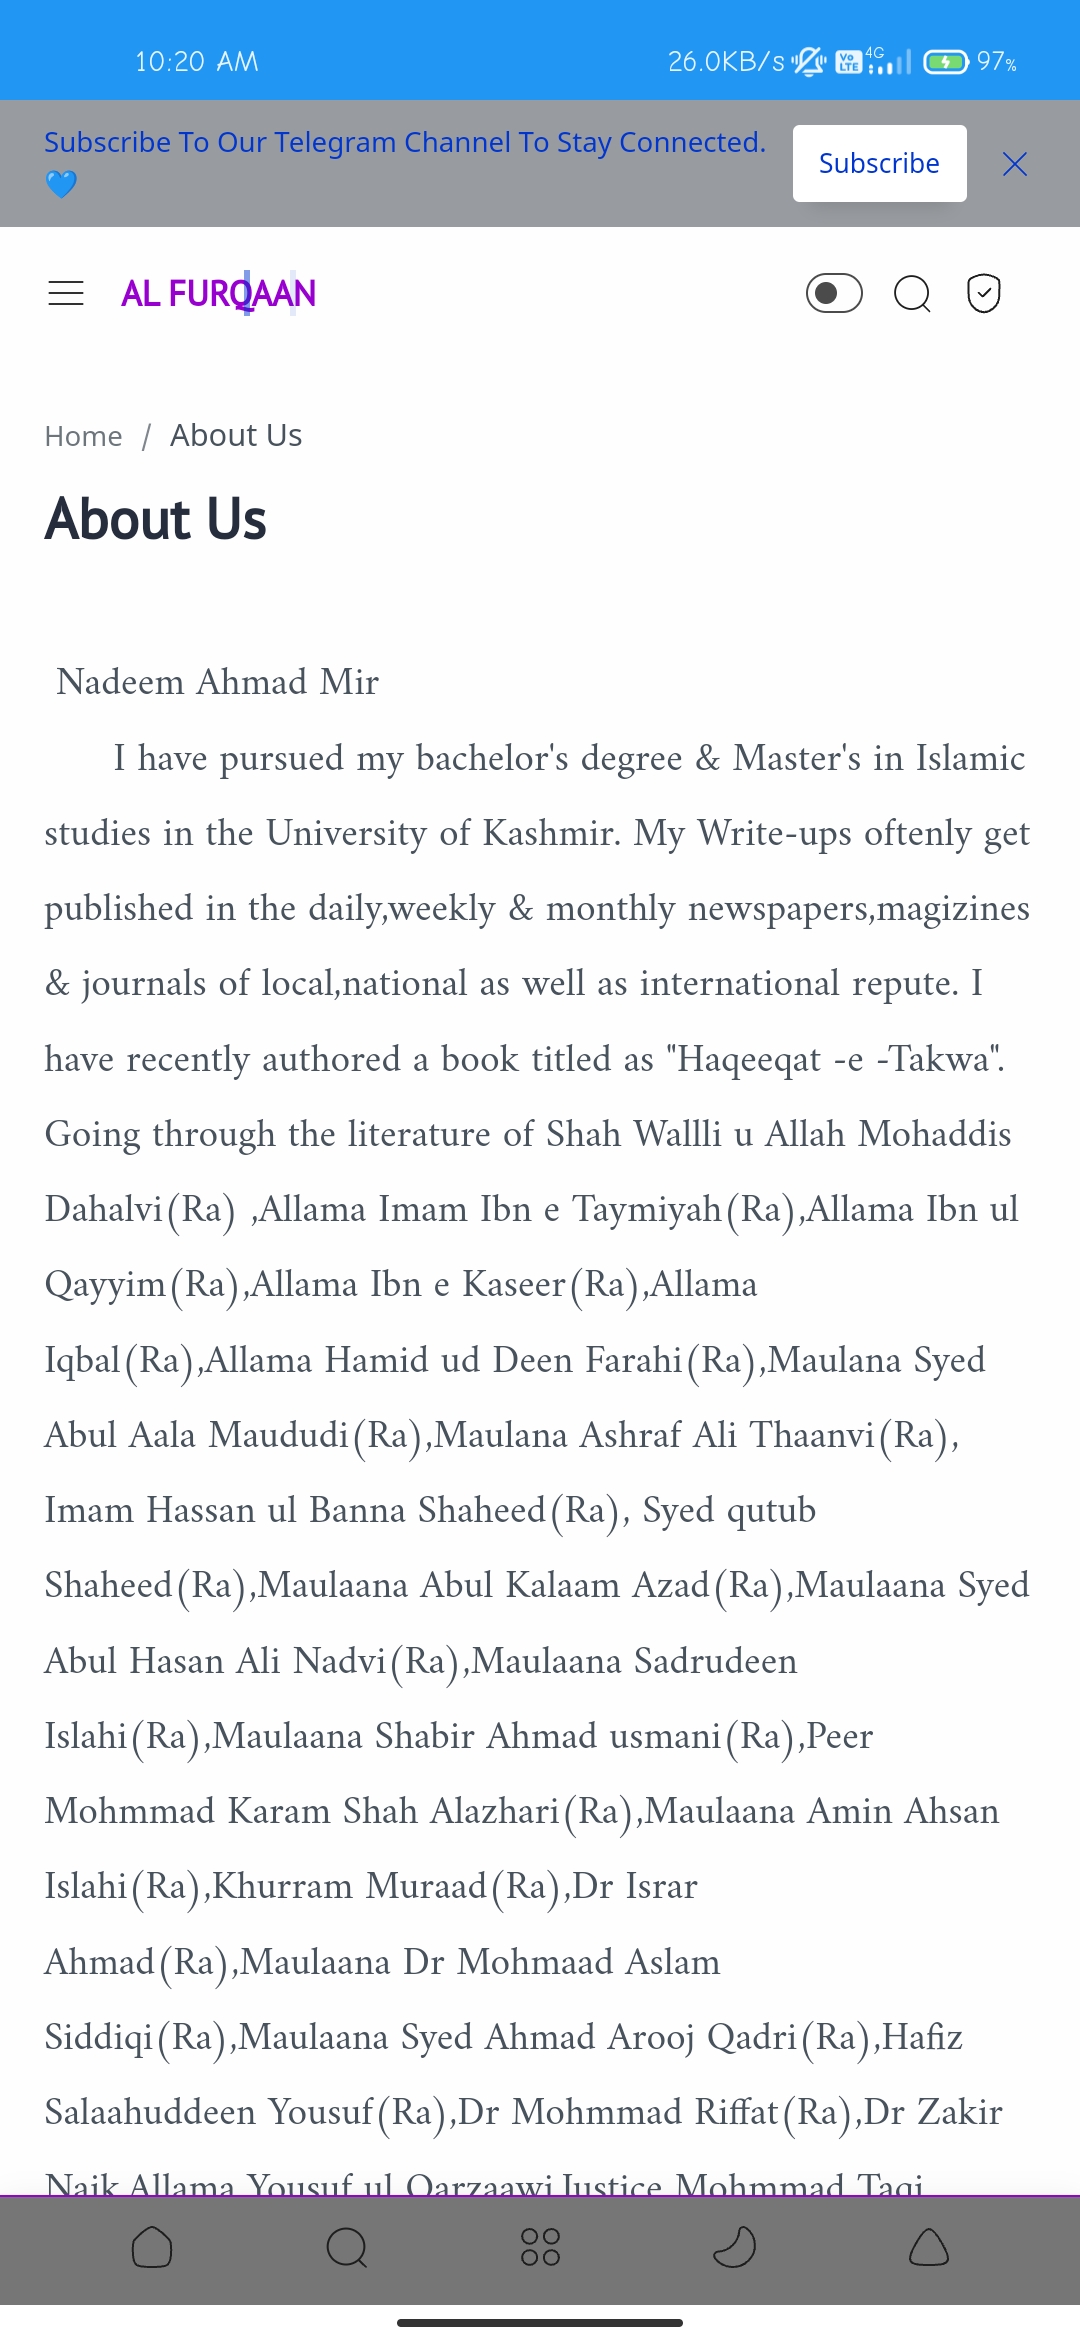 10:20 AM
26.0KB/s
Vo LTE
4G
97%
Subscribe To Our Telegram Channel To Stay Connected.
💙
Subscribe
AL FURQAAN
Home / About Us
About Us
Nadeem Ahmad Mir
I have pursued my bachelor's degree & Master's in Islamic
studies in the University of Kashmir. My Write-ups oftenly get
published in the daily,weekly & monthly newspapers,magizines
& journals of local,national as well as international repute. I
have recently authored a book titled as "Haqeeqat -e -Takwa".
Going through the literature of Shah Wallli u Allah Mohaddis
Dahalvi(Ra) ,Allama Imam Ibn e Taymiyah(Ra),Allama Ibn ul
Qayyim(Ra),Allama Ibn e Kaseer(Ra),Allama
Iqbal(Ra),Allama Hamid ud Deen Farahi(Ra),Maulana Syed
Abul Aala Maududi(Ra),Maulana Ashraf Ali Thaanvi(Ra),
Imam Hassan ul Banna Shaheed(Ra), Syed qutub
Shaheed(Ra),Maulaana Abul Kalaam Azad(Ra),Maulaana Syed
Abul Hasan Ali Nadvi(Ra),Maulaana Sadrudeen
Islahi(Ra),Maulaana Shabir Ahmad usmani(Ra),Peer
Mohmmad Karam Shah Alazhari(Ra),Maulaana Amin Ahsan
Islahi(Ra),Khurram Muraad(Ra),Dr Israr
Ahmad(Ra),Maulaana Dr Mohmaad Aslam
Siddiqi(Ra),Maulaana Syed Ahmad Arooj Qadri(Ra),Hafiz
Salaahuddeen Yousuf(Ra),Dr Mohmmad Riffat(Ra),Dr Zakir
Naik,Allama Yousuf ul Qarzaawi,Justice Mohmmad Taqi